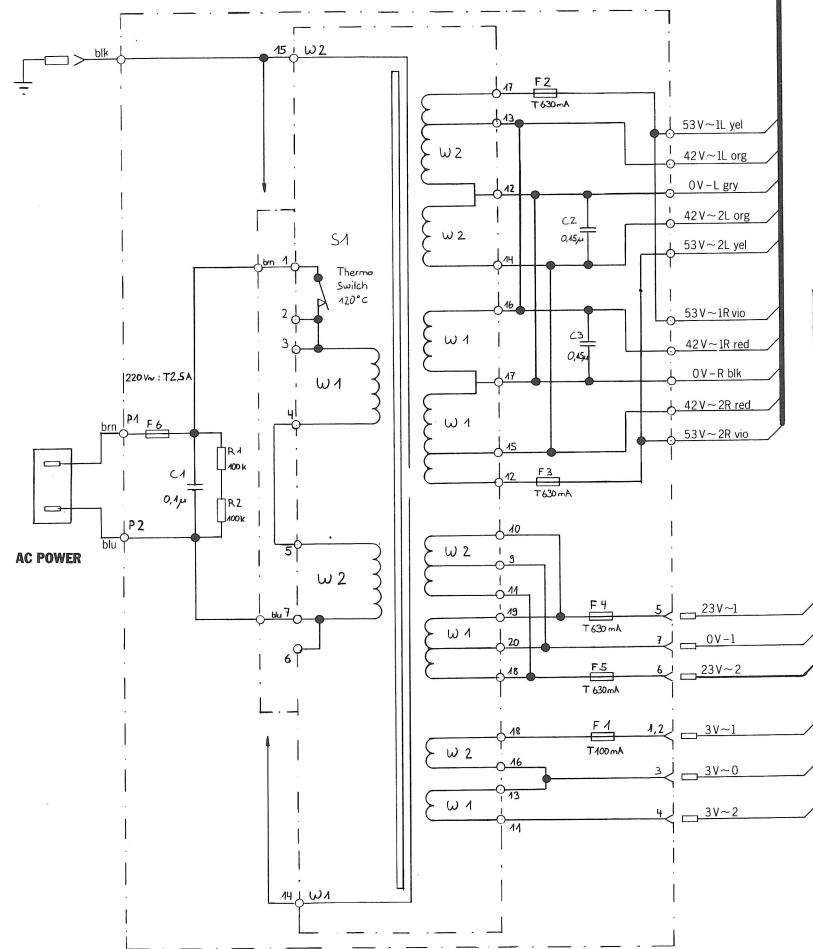 blk
15 W2
17 F2
T 630mA
13
53V~1L yel
42V~1L org
W2
12
0V-L gry
C2
0,15µ
W2
42V~2L org
14
53V~2L yel
S1
brn 1
Thermo
Switch
120°C
2
3
16
53V~1R vio
W1
C3
0,15µ
42V~1R red
W1
17
0V-R blk
220V~: T2,5A
4
W1
42V~2R red
15
53V~2R vio
brn P1 F6
R1
100k
C1
0,1µ
R2
100k
12 F3
T 630mA
P2
blu
AC POWER
5
W2
10
W2
9
11
19 F4 5 23V~1
T 630mA
W1
20 7 0V-1
18 F5 6 23V~2
T 630mA
blu 7
6
18 F1 1,2 3V~1
T 100mA
W2
16
3 3V~0
13
W1
4 3V~2
11
14 W1